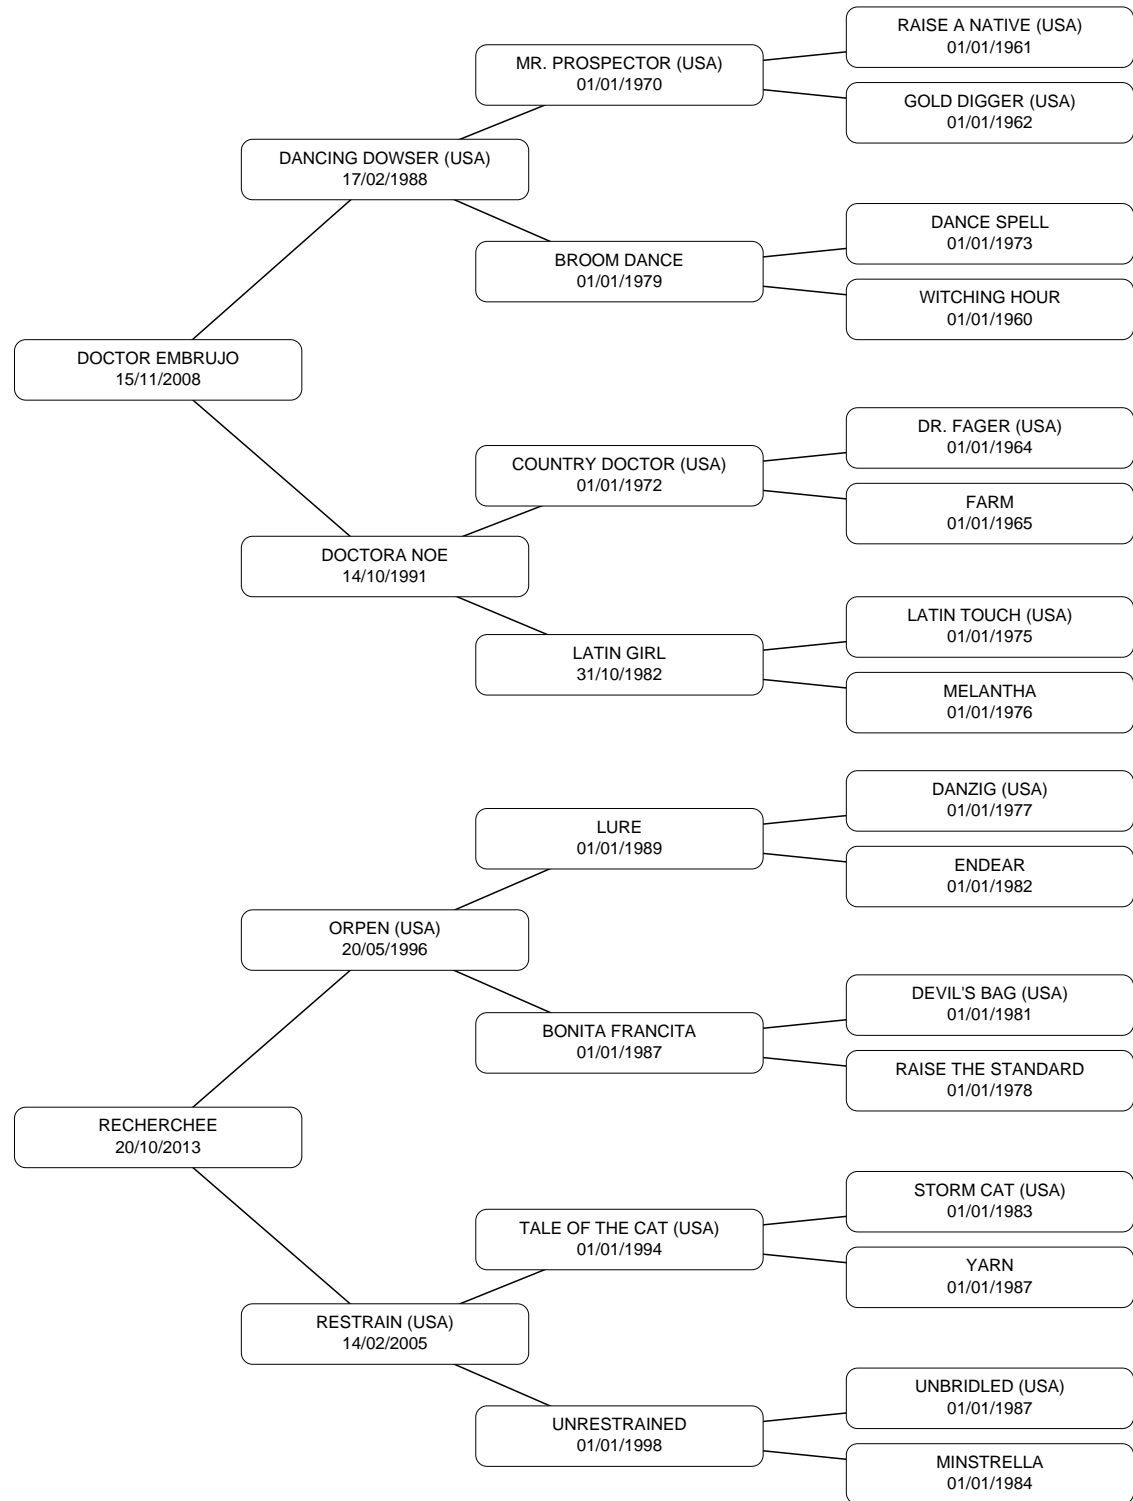 RAISE A NATIVE (USA)
01/01/1961
MR. PROSPECTOR (USA)
01/01/1970
GOLD DIGGER (USA)
01/01/1962
DANCING DOWSER (USA)
17/02/1988
DANCE SPELL
01/01/1973
BROOM DANCE
01/01/1979
WITCHING HOUR
01/01/1960
DOCTOR EMBRUJO
15/11/2008
DR. FAGER (USA)
01/01/1964
COUNTRY DOCTOR (USA)
01/01/1972
FARM
01/01/1965
DOCTORA NOE
14/10/1991
LATIN TOUCH (USA)
01/01/1975
LATIN GIRL
31/10/1982
MELANTHA
01/01/1976
DANZIG (USA)
01/01/1977
LURE
01/01/1989
ENDEAR
01/01/1982
ORPEN (USA)
20/05/1996
DEVIL'S BAG (USA)
01/01/1981
BONITA FRANCITA
01/01/1987
RAISE THE STANDARD
01/01/1978
RECHERCHEE
20/10/2013
STORM CAT (USA)
01/01/1983
TALE OF THE CAT (USA)
01/01/1994
YARN
01/01/1987
RESTRAIN (USA)
14/02/2005
UNBRIDLED (USA)
01/01/1987
UNRESTRAINED
01/01/1998
MINSTRELLA
01/01/1984